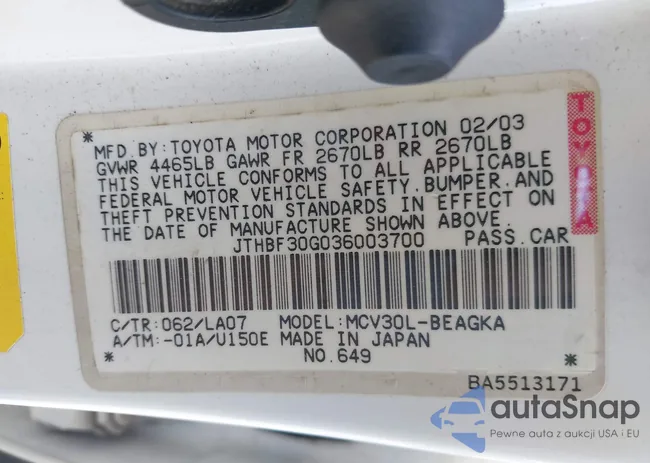 MFD.BY:TOYOTA MOTOR CORPORATION 02/03
GVWR 4465LB GAWR FR 2670LB RR 2670LB
THIS VEHICLE CONFORMS TO ALL APPLICABLE
FEDERAL MOTOR VEHICLE SAFETY,BUMPER,AND
THEFT PREVENTION STANDARDS IN EFFECT ON
THE DATE OF MANUFACTURE SHOWN ABOVE.
*JTHBF30G036003700 PASS.CAR*
C/TR:062/LA07 MODEL:MCV30L-BEAGKA
A/TM:-01A/U150E MADE IN JAPAN
*NO.649
BA5513171
TOYOTA
autaSnap
Pewne auta z aukcji USA i EU